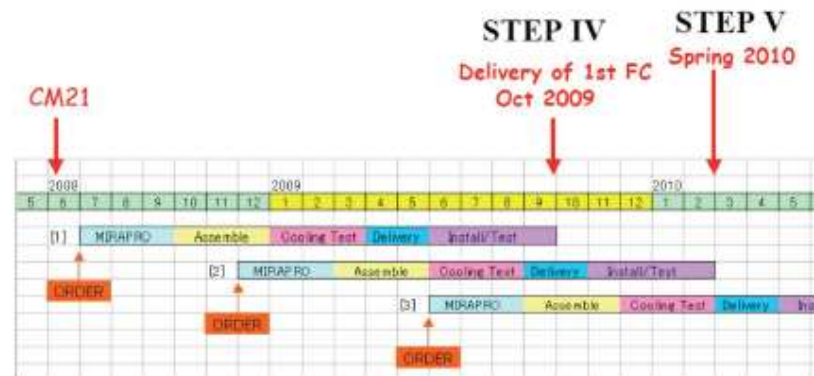 STEP IV
STEP V
Delivery of 1st FC
Oct 2009
Spring 2010
CM21
2008 2009 2010
5 6 7 8 9 10 11 12 1 2 3 4 5 6 7 8 9 10 11 12 1 2 3 4 5
[1] MIRAPRO Assemble Cooling Test Delivery Install/Test
[2] MIRAPRO Assemble Cooling Test Delivery Install/Test
ORDER
[3] MIRAPRO Assemble Cooling Test Delivery Ins
ORDER
ORDER